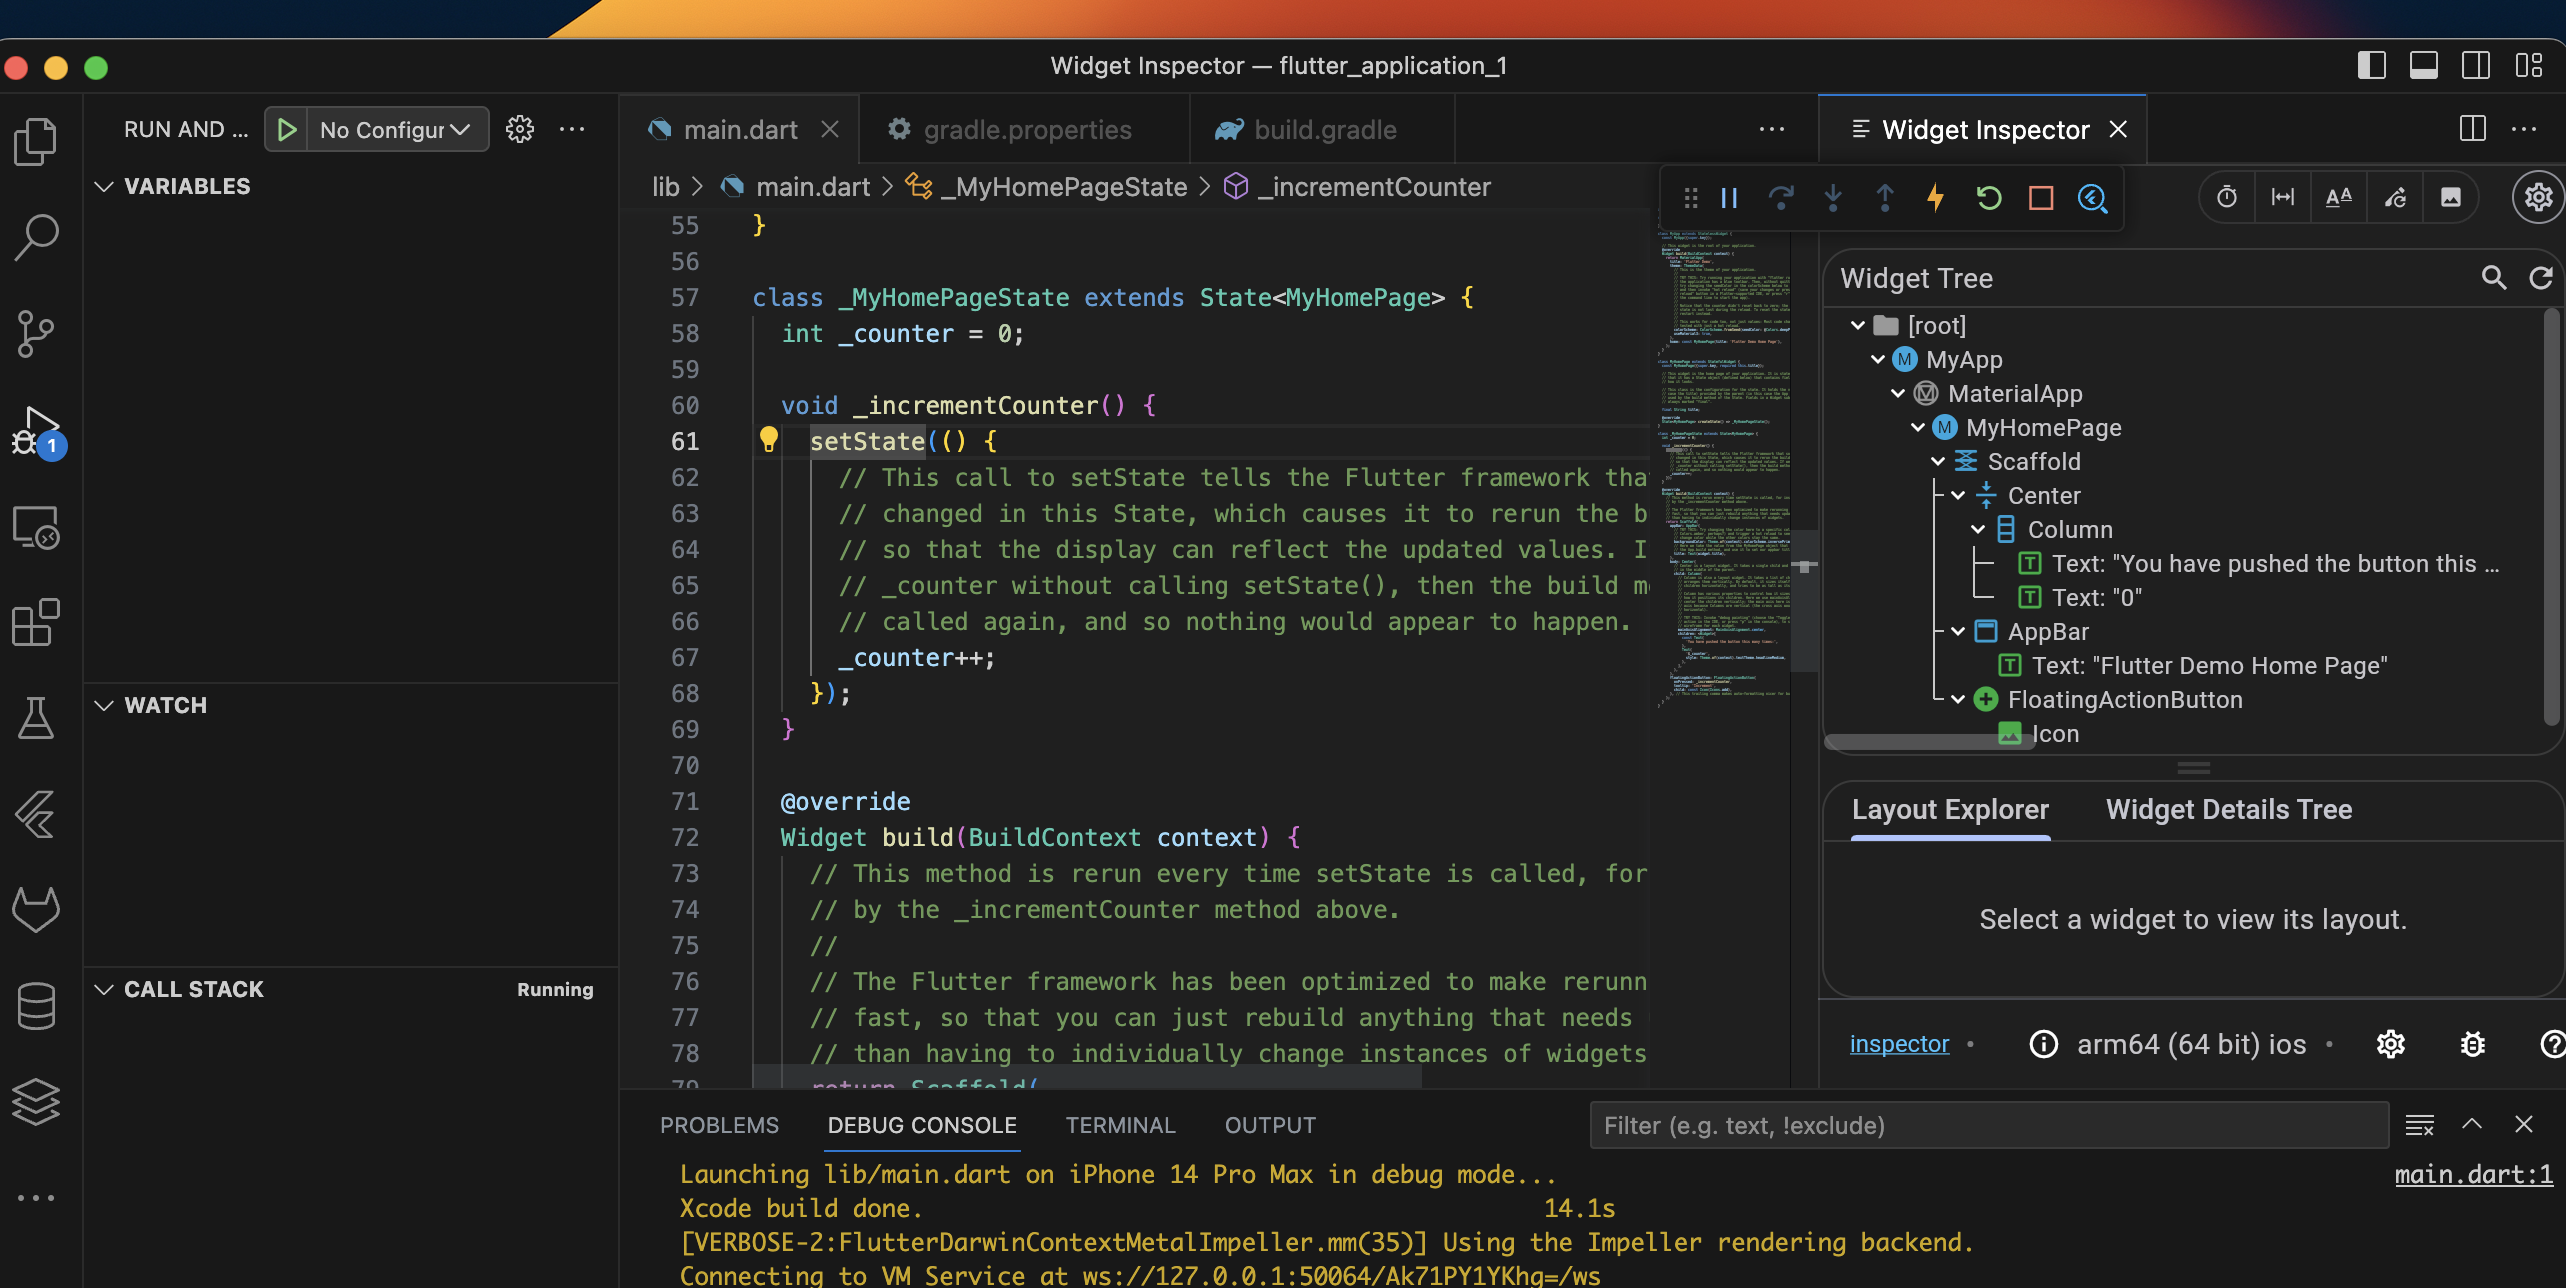 Widget Inspector — flutter_application_1
RUN AND ...
No Configur
VARIABLES
WATCH
CALL STACK
Running
1
main.dart
gradle.properties
build.gradle
lib > main.dart > _MyHomePageState > _incrementCounter
55 }
56
57 class _MyHomePageState extends State<MyHomePage> {
58 int _counter = 0;
59
60 void _incrementCounter() {
61 setState(() {
62 // This call to setState tells the Flutter framework tha
63 // changed in this State, which causes it to rerun the b
64 // so that the display can reflect the updated values. I
65 // _counter without calling setState(), then the build m
66 // called again, and so nothing would appear to happen.
67 _counter++;
68 });
69 }
70
71 @override
72 Widget build(BuildContext context) {
73 // This method is rerun every time setState is called, for
74 // by the _incrementCounter method above.
75 //
76 // The Flutter framework has been optimized to make rerunn
77 // fast, so that you can just rebuild anything that needs
78 // than having to individually change instances of widgets
79 return Scaffold(
Widget Inspector
Widget Tree
[root]
MyApp
MaterialApp
MyHomePage
Scaffold
Center
Column
Text: "You have pushed the button this ...
Text: "0"
AppBar
Text: "Flutter Demo Home Page"
FloatingActionButton
Icon
Layout Explorer
Widget Details Tree
Select a widget to view its layout.
inspector • arm64 (64 bit) ios •
PROBLEMS
DEBUG CONSOLE
TERMINAL
OUTPUT
Filter (e.g. text, !exclude)
Launching lib/main.dart on iPhone 14 Pro Max in debug mode...
main.dart:1
Xcode build done. 14.1s
[VERBOSE-2:FlutterDarwinContextMetalImpeller.mm(35)] Using the Impeller rendering backend.
Connecting to VM Service at ws://127.0.0.1:50064/Ak71PY1YKhg=/ws